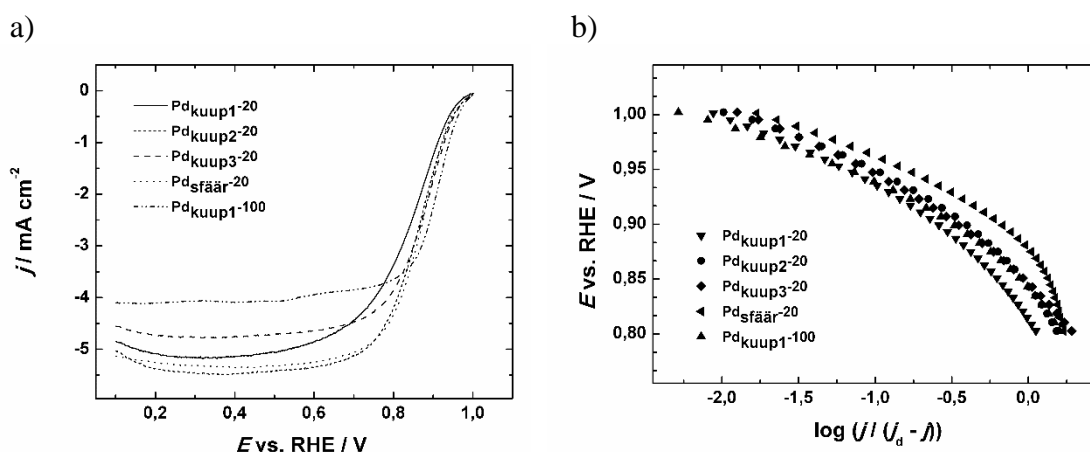 a)
0
-1
-2
-3
-4
-5
j / mA cm-2
Pdkuup1-20
Pdkuup2-20
Pdkuup3-20
Pdsfäär-20
Pdkuup1-100
0,2 0,4 0,6 0,8 1,0
E vs. RHE / V
b)
1,00
0,95
0,90
0,85
0,80
E vs. RHE / V
Pdkuup1-20
Pdkuup2-20
Pdkuup3-20
Pdsfäär-20
Pdkuup1-100
-2,0 -1,5 -1,0 -0,5 0,0
log (j / (jd - j))